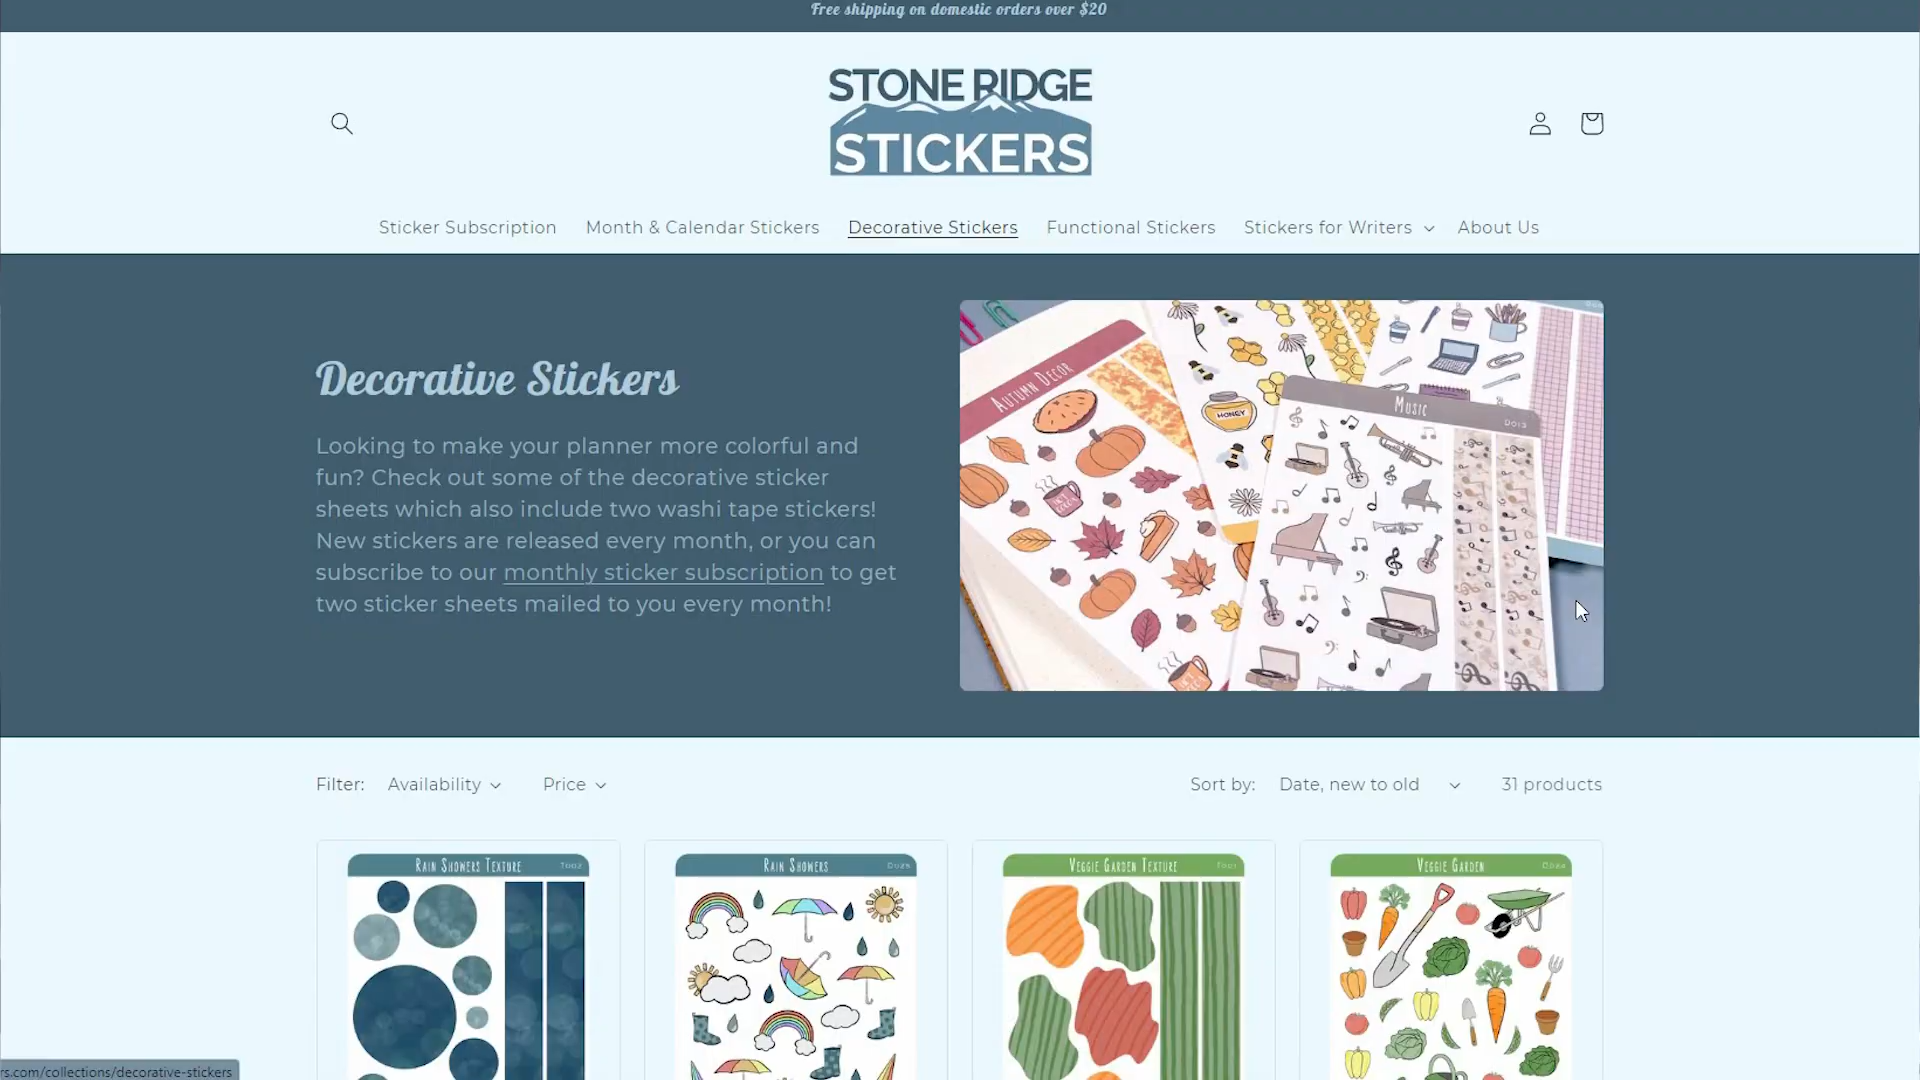 Free shipping on domestic orders over $20
STONE RIDGE
STICKERS
Sticker Subscription
Month & Calendar Stickers
Decorative Stickers
Functional Stickers
Stickers for Writers
About Us
Decorative Stickers
Looking to make your planner more colorful and
fun? Check out some of the decorative sticker
sheets which also include two washi tape stickers!
New stickers are released every month, or you can
subscribe to our monthly sticker subscription to get
two sticker sheets mailed to you every month!
AUTUMN DECOR
HONEY
MUSIC
D013
Filter:
Availability
Price
Sort by:
Date, new to old
31 products
RAIN SHOWERS TEXTURE
T002
RAIN SHOWERS
D025
VEGGIE GARDEN TEXTURE
T001
VEGGIE GARDEN
D024
rs.com/collections/decorative-stickers